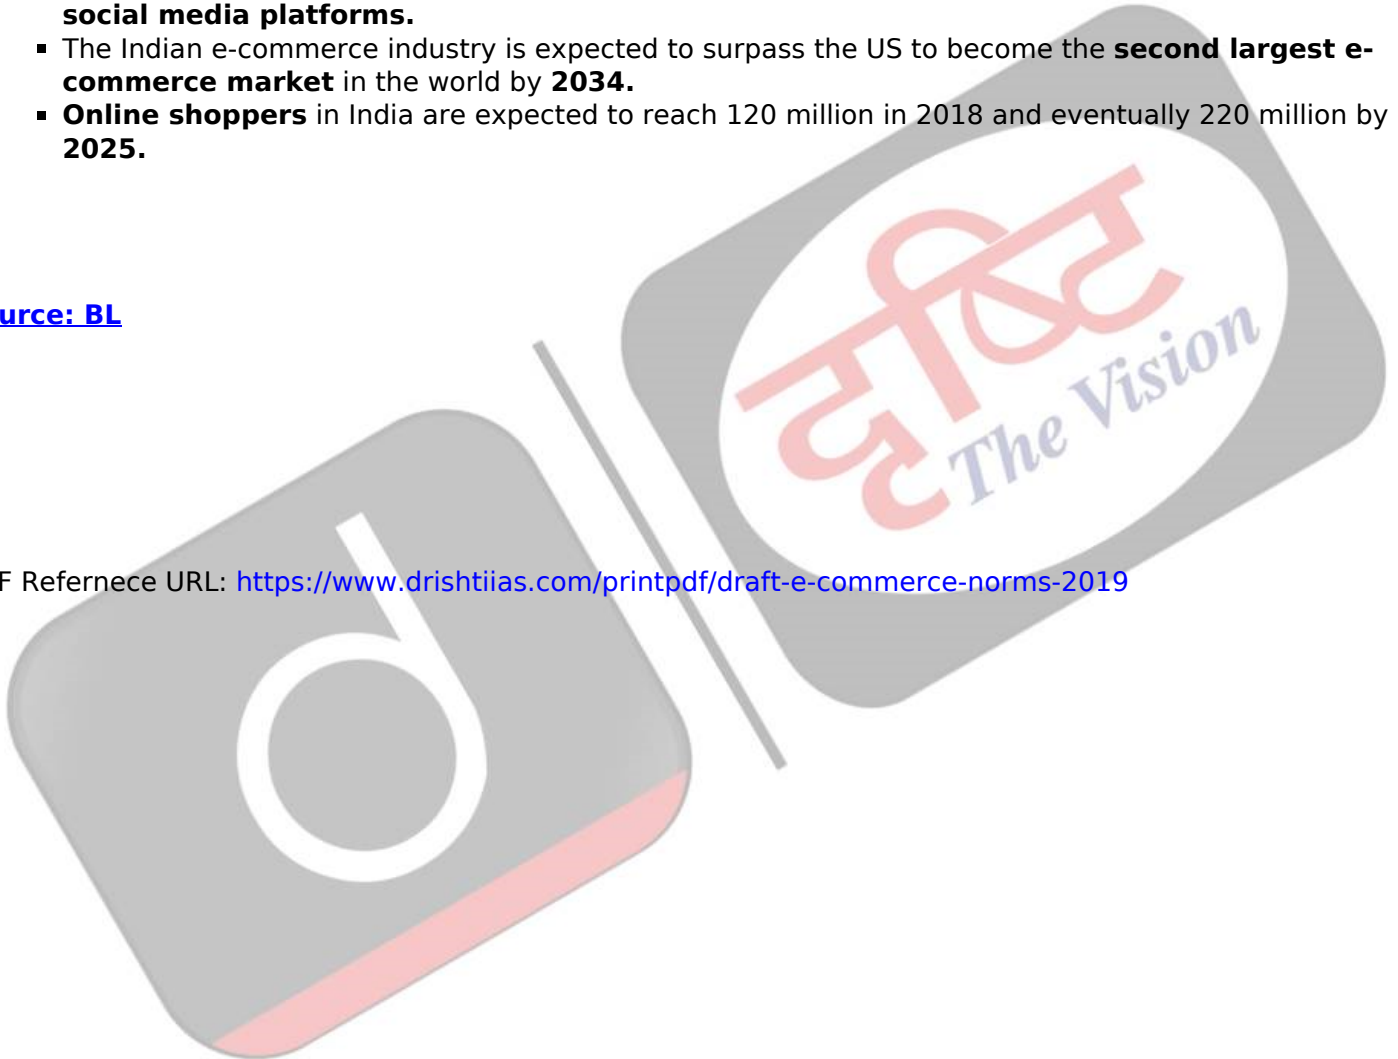 social media platforms.
▪ The Indian e-commerce industry is expected to surpass the US to become the second largest e-
commerce market in the world by 2034.
▪ Online shoppers in India are expected to reach 120 million in 2018 and eventually 220 million by
2025.
दृष्टि
The Vision
urce: BL
d
F Refernece URL: https://www.drishtiias.com/printpdf/draft-e-commerce-norms-2019